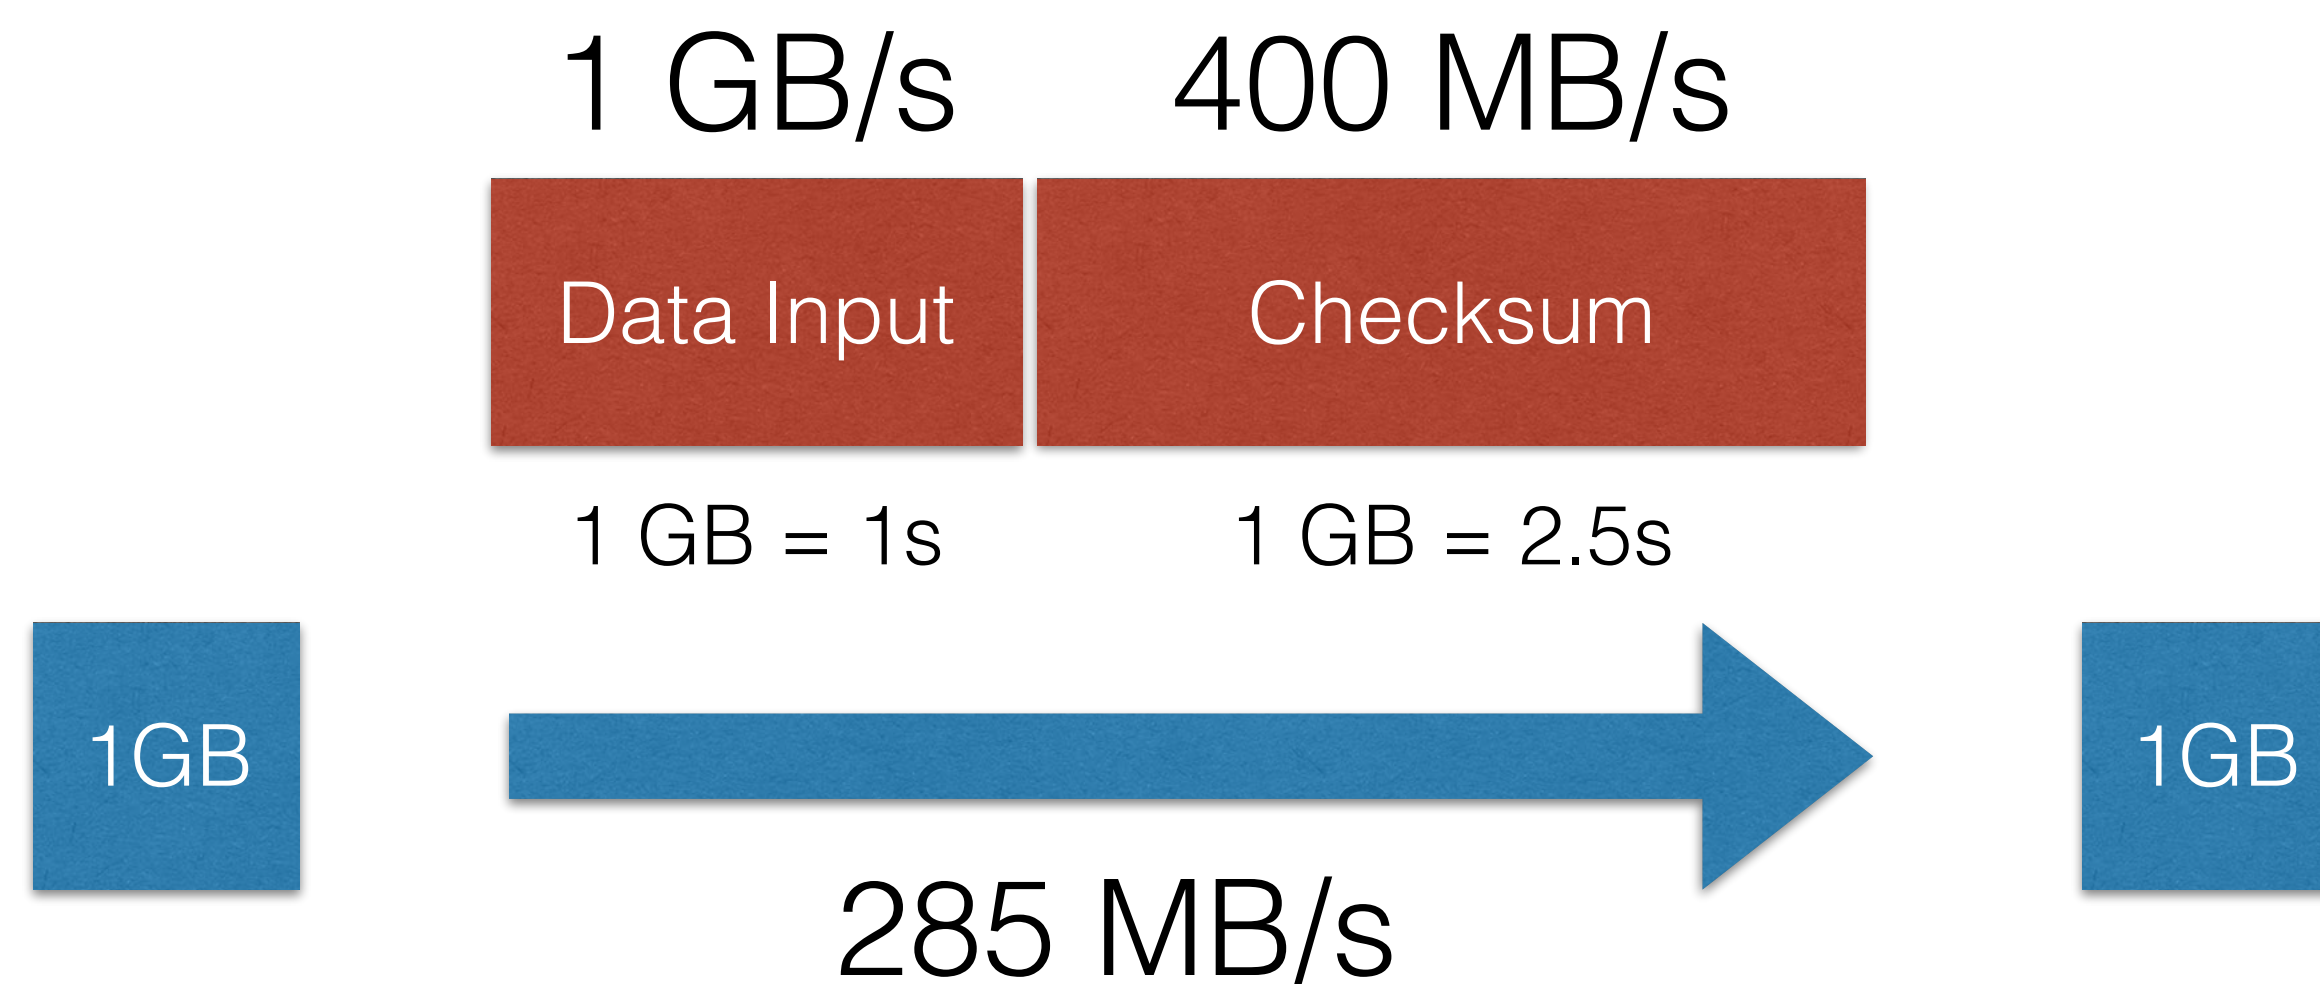 1 GB/s 400 MB/s
Data Input Checksum
1 GB = 1s 1 GB = 2.5s
1GB 1GB
285 MB/s